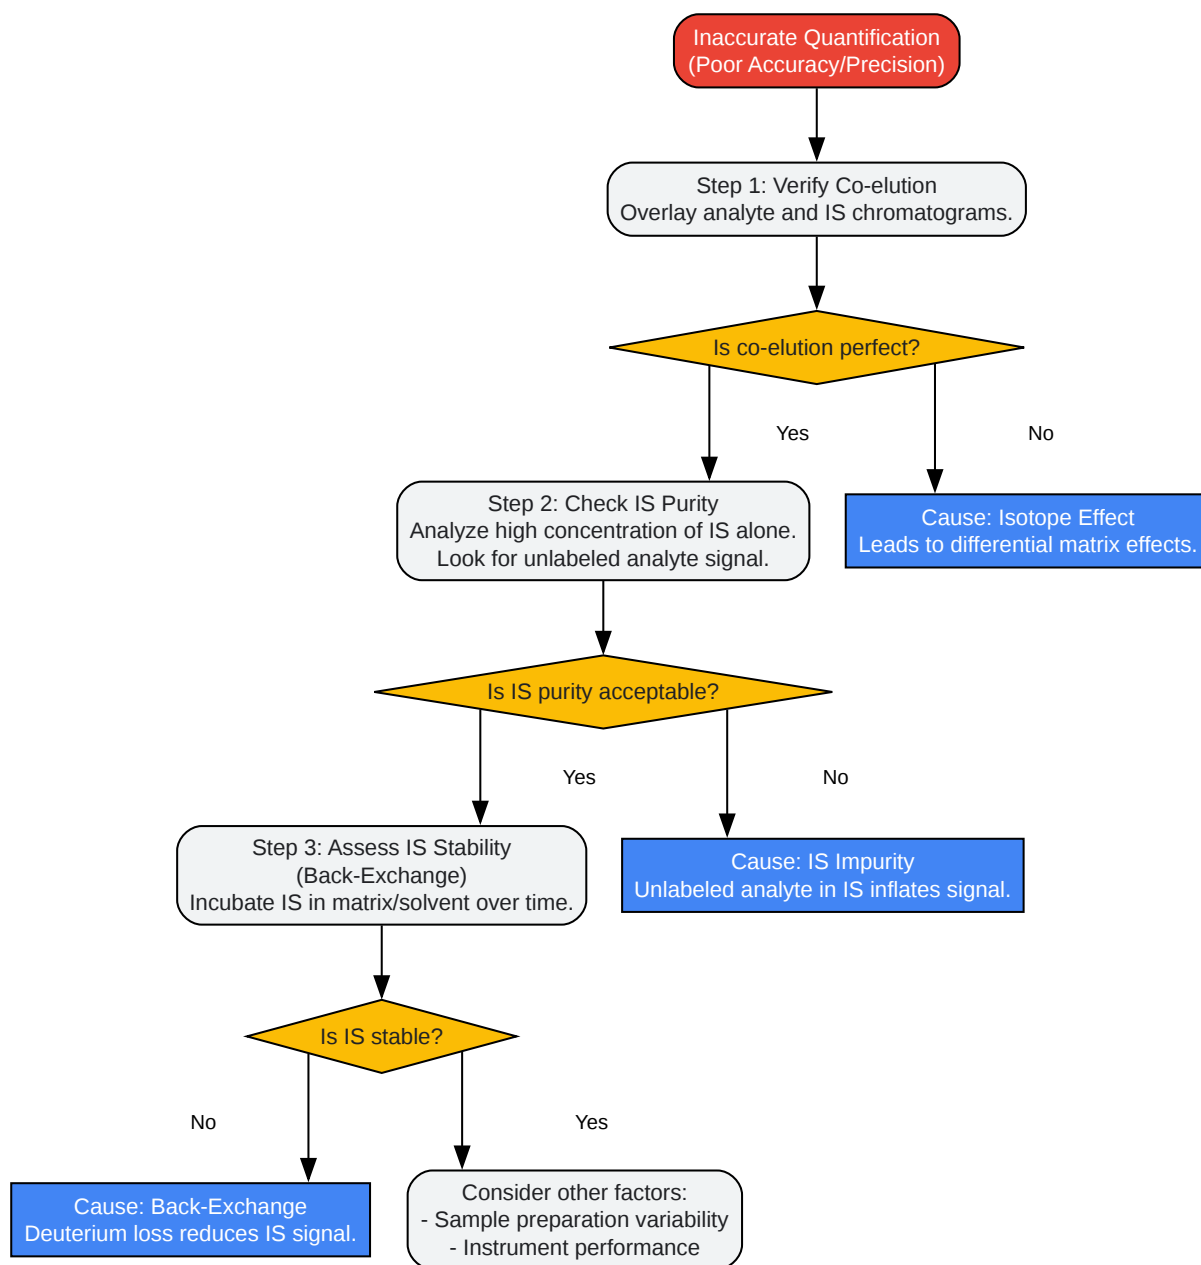 Inaccurate Quantification
(Poor Accuracy/Precision)
Step 1: Verify Co-elution
Overlay analyte and IS chromatograms.
Is co-elution perfect?
Yes
No
Step 2: Check IS Purity
Analyze high concentration of IS alone.
Look for unlabeled analyte signal.
Cause: Isotope Effect
Leads to differential matrix effects.
Is IS purity acceptable?
Yes
No
Step 3: Assess IS Stability
(Back-Exchange)
Incubate IS in matrix/solvent over time.
Cause: IS Impurity
Unlabeled analyte in IS inflates signal.
Is IS stable?
No
Yes
Cause: Back-Exchange
Deuterium loss reduces IS signal.
Consider other factors:
- Sample preparation variability
- Instrument performance